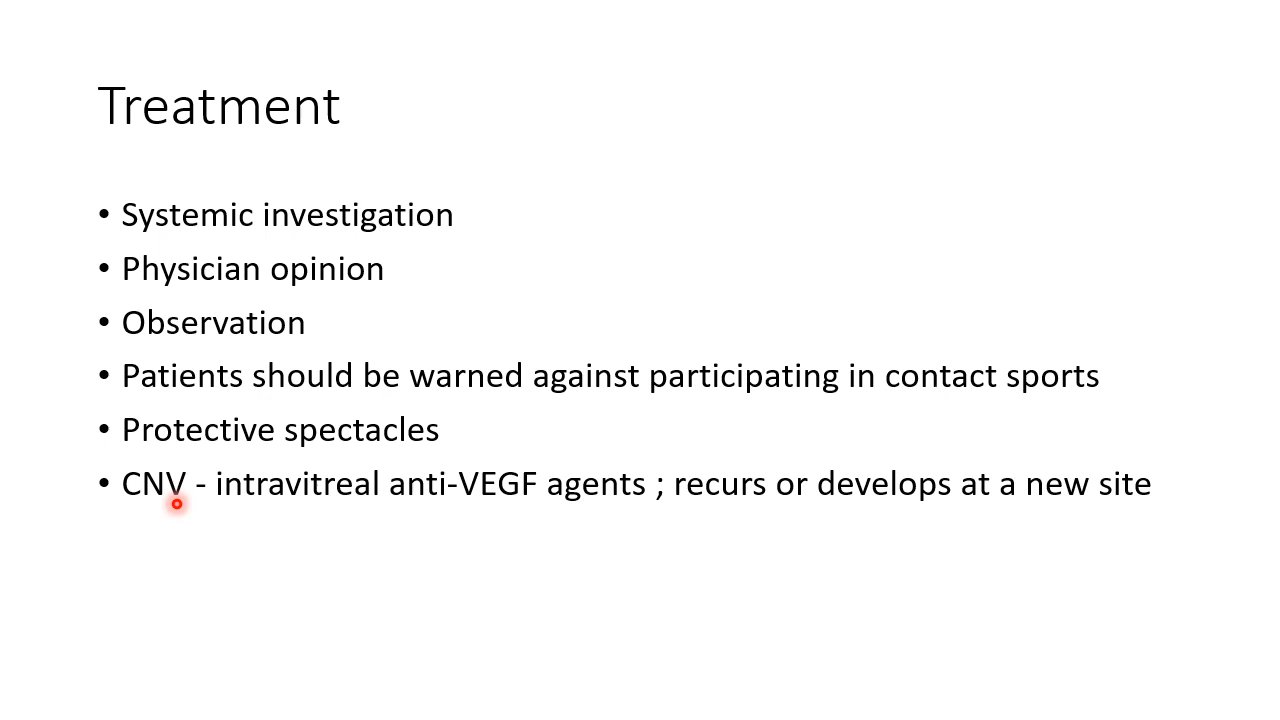 Treatment
• Systemic investigation
• Physician opinion
• Observation
• Patients should be warned against participating in contact sports
• Protective spectacles
• CNV - intravitreal anti-VEGF agents ; recurs or develops at a new site